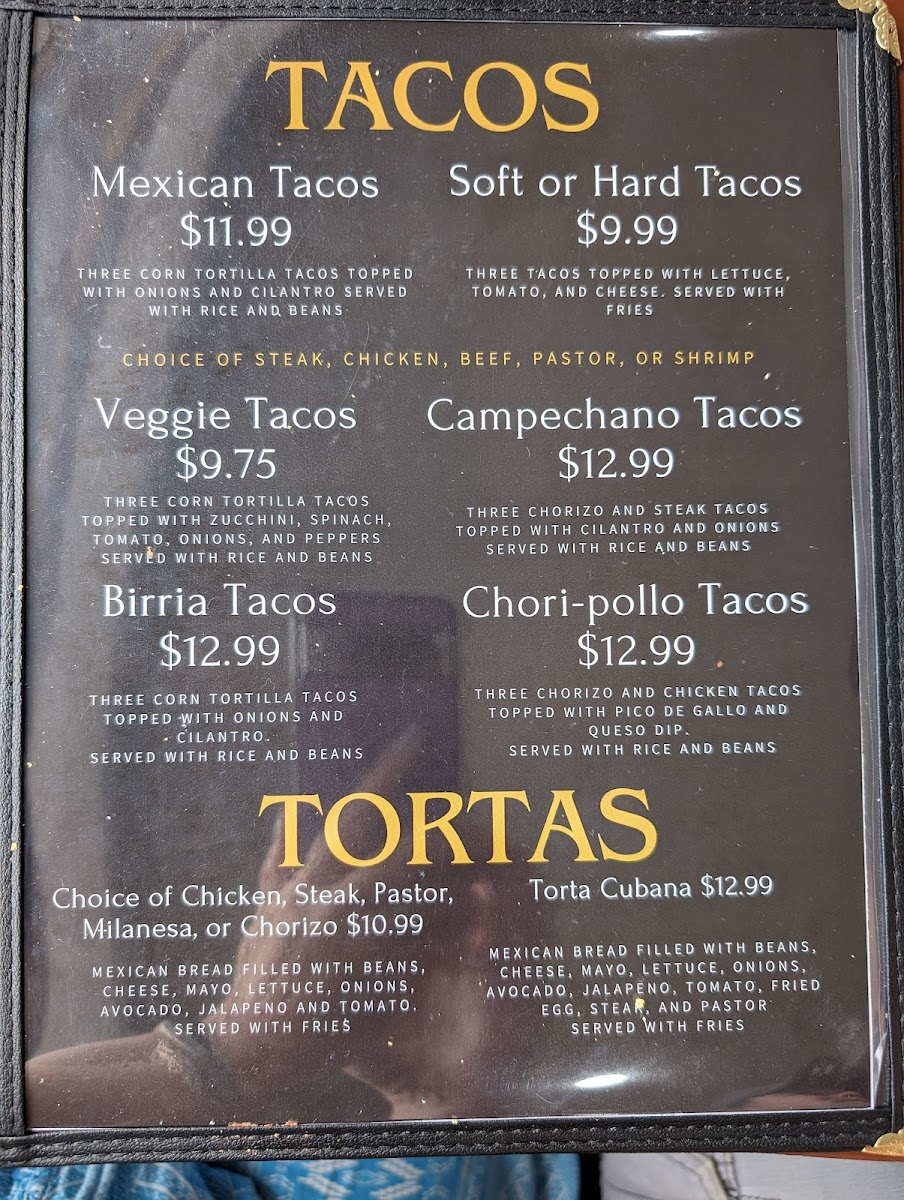 TACOS
Mexican Tacos
$11.99
THREE CORN TORTILLA TACOS TOPPED
WITH ONIONS AND CILANTRO SERVED
WITH RICE AND BEANS
Soft or Hard Tacos
$9.99
THREE TACOS TOPPED WITH LETTUCE,
TOMATO, AND CHEESE. SERVED WITH
FRIES
CHOICE OF STEAK, CHICKEN, BEEF, PASTOR, OR SHRIMP
Veggie Tacos
$9.75
THREE CORN TORTILLA TACOS
TOPPED WITH ZUCCHINI, SPINACH,
TOMATO, ONIONS, AND PEPPERS
SERVED WITH RICE AND BEANS
Campechano Tacos
$12.99
THREE CHORIZO AND STEAK TACOS
TOPPED WITH CILANTRO AND ONIONS
SERVED WITH RICE AND BEANS
Birria Tacos
$12.99
THREE CORN TORTILLA TACOS
TOPPED WITH ONIONS AND
CILANTRO.
SERVED WITH RICE AND BEANS
Chori-pollo Tacos
$12.99
THREE CHORIZO AND CHICKEN TACOS
TOPPED WITH PICO DE GALLO AND
QUESO DIP.
SERVED WITH RICE AND BEANS
TORTAS
Choice of Chicken, Steak, Pastor,
Milanesa, or Chorizo $10.99
MEXICAN BREAD FILLED WITH BEANS,
CHEESE, MAYO, LETTUCE, ONIONS,
AVOCADO, JALAPENO AND TOMATO.
SERVED WITH FRIES
Torta Cubana $12.99
MEXICAN BREAD FILLED WITH BEANS,
CHEESE, MAYO, LETTUCE, ONIONS,
AVOCADO, JALAPENO, TOMATO, FRIED
EGG, STEAK, AND PASTOR
SERVED WITH FRIES